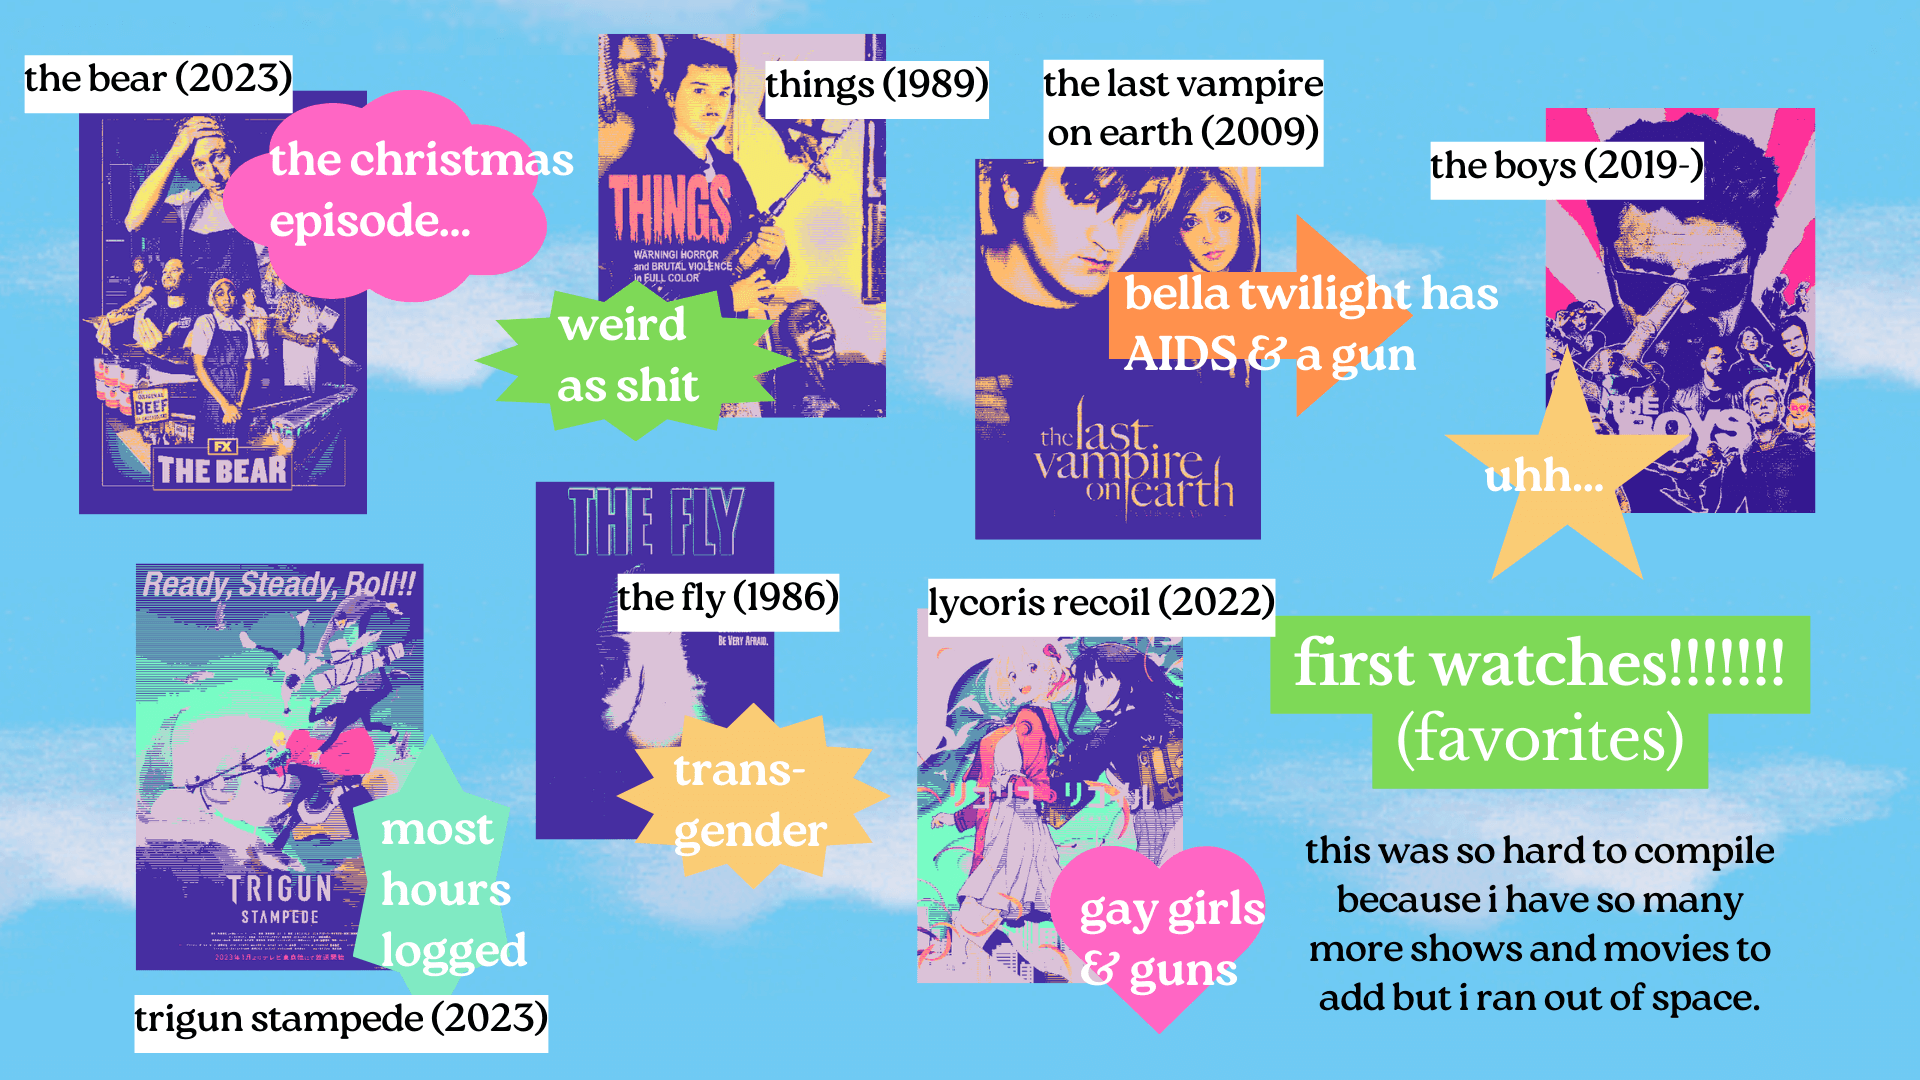 the bear (2023)
the christmas
episode...
ORIGINAL
BEEF
FX
THE BEAR
things (1989)
THINGS
WARNING! HORROR
and BRUTAL VIOLENCE
in FULL COLOR
weird
as shit
the last vampire
on earth (2009)
bella twilight has
AIDS & a gun
the last
vampire
on earth
the boys (2019-)
THE
BOYS
uhh...
Ready, Steady, Roll!!
TRIGUN
STAMPEDE
most
hours
logged
trigun stampede (2023)
THE FLY
the fly (1986)
BE VERY AFRAID.
trans-
gender
lycoris recoil (2022)
リコリス・リコイル
gay girls
& guns
first watches!!!!!!!
(favorites)
this was so hard to compile
because i have so many
more shows and movies to
add but i ran out of space.